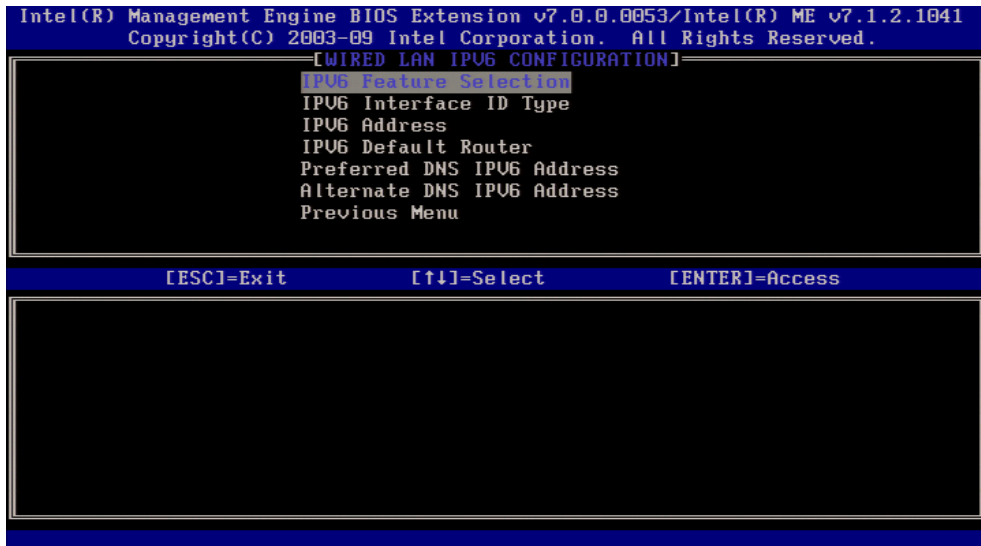 Intel(R) Management Engine BIOS Extension v7.0.0.0053/Intel(R) ME v7.1.2.1041
Copyright(C) 2003-09 Intel Corporation. All Rights Reserved.
[WIRED LAN IPV6 CONFIGURATION]
IPV6 Feature Selection
IPV6 Interface ID Type
IPV6 Address
IPV6 Default Router
Preferred DNS IPV6 Address
Alternate DNS IPV6 Address
Previous Menu
[ESC]=Exit [↑↓]=Select [ENTER]=Access